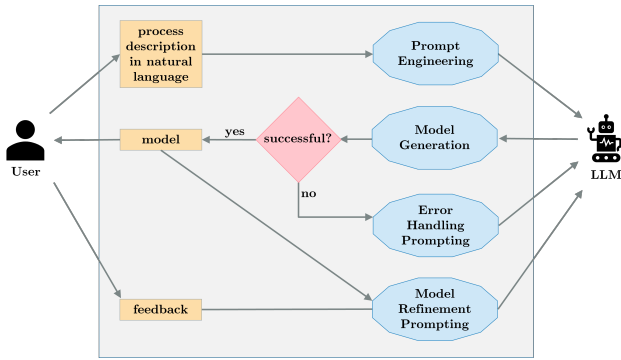 process
description
in natural
language
Prompt
Engineering
User
model
yes
successful?
Model
Generation
LLM
no
Error
Handling
Prompting
feedback
Model
Refinement
Prompting